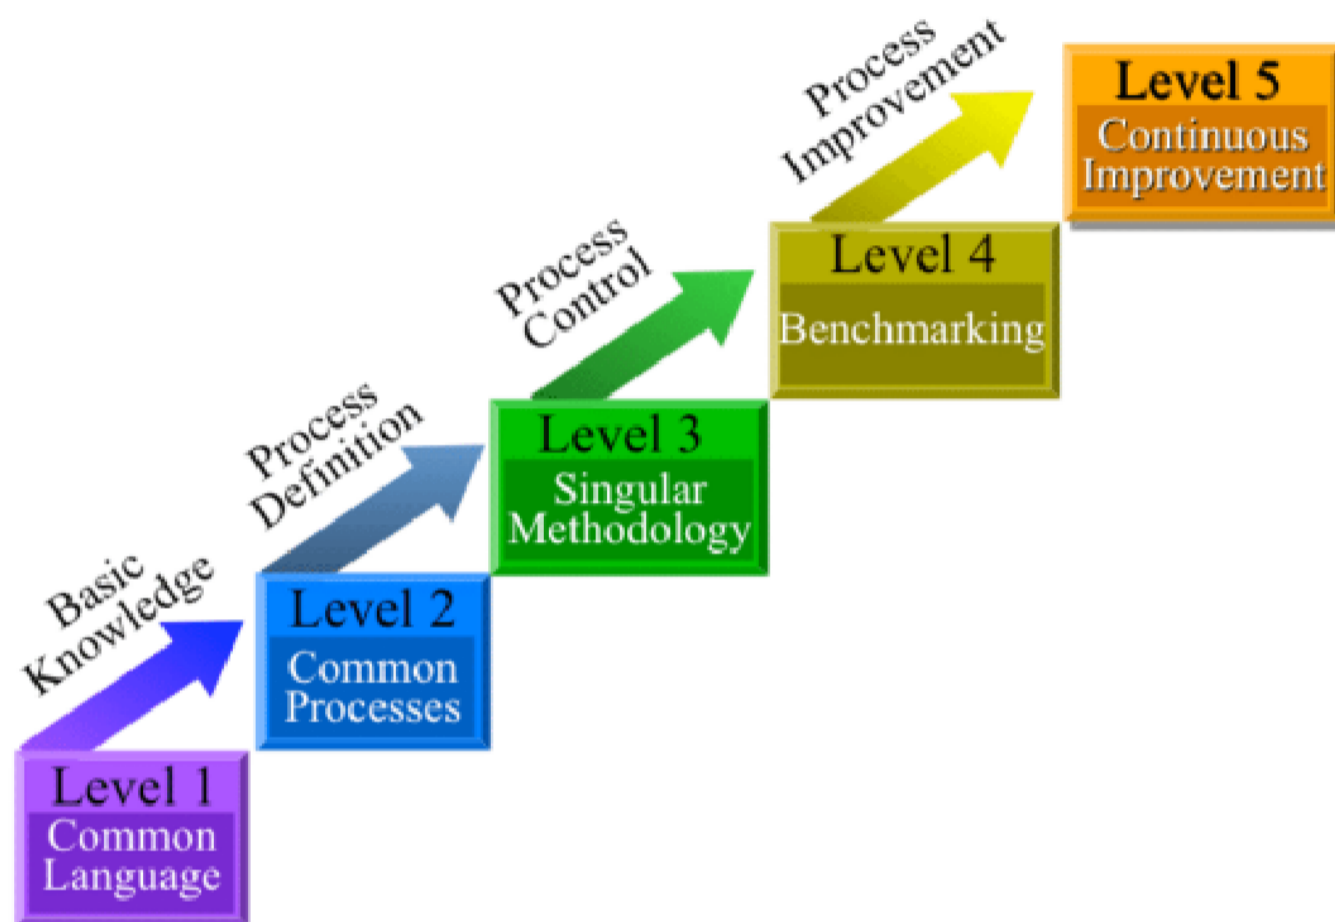 Process
Improvement
Level 5
Continuous
Improvement
Process
Control
Level 4
Benchmarking
Process
Definition
Level 3
Singular
Methodology
Basic
Knowledge
Level 2
Common
Processes
Level 1
Common
Language